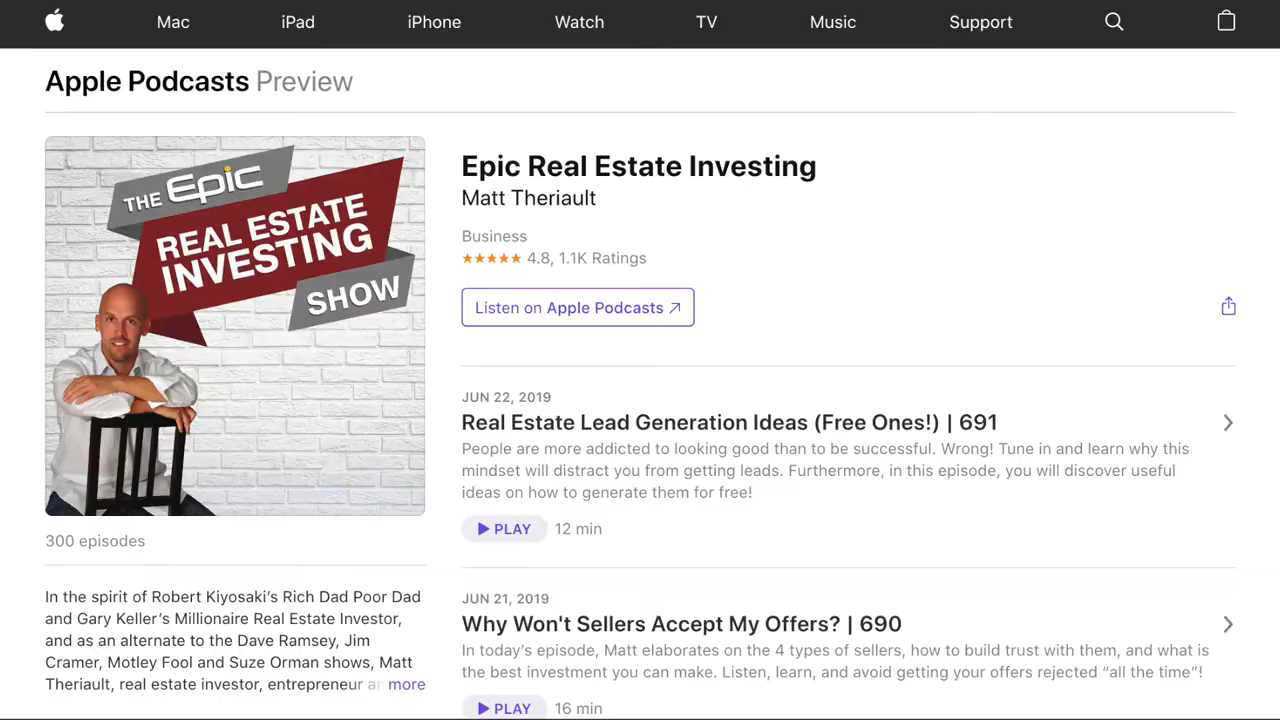 Mac iPad iPhone Watch TV Music Support
Apple Podcasts Preview
THE Epic
REAL ESTATE
INVESTING
SHOW
300 episodes
In the spirit of Robert Kiyosaki's Rich Dad Poor Dad
and Gary Keller's Millionaire Real Estate Investor,
and as an alternate to the Dave Ramsey, Jim
Cramer, Motley Fool and Suze Orman shows, Matt
Theriault, real estate investor, entrepreneur an more
Epic Real Estate Investing
Matt Theriault
Business
★★★★★ 4.8, 1.1K Ratings
Listen on Apple Podcasts ↗
JUN 22, 2019
Real Estate Lead Generation Ideas (Free Ones!) | 691
People are more addicted to looking good than to be successful. Wrong! Tune in and learn why this
mindset will distract you from getting leads. Furthermore, in this episode, you will discover useful
ideas on how to generate them for free!
▶ PLAY 12 min
JUN 21, 2019
Why Won't Sellers Accept My Offers? | 690
In today's episode, Matt elaborates on the 4 types of sellers, how to build trust with them, and what is
the best investment you can make. Listen, learn, and avoid getting your offers rejected “all the time”!
▶ PLAY 16 min